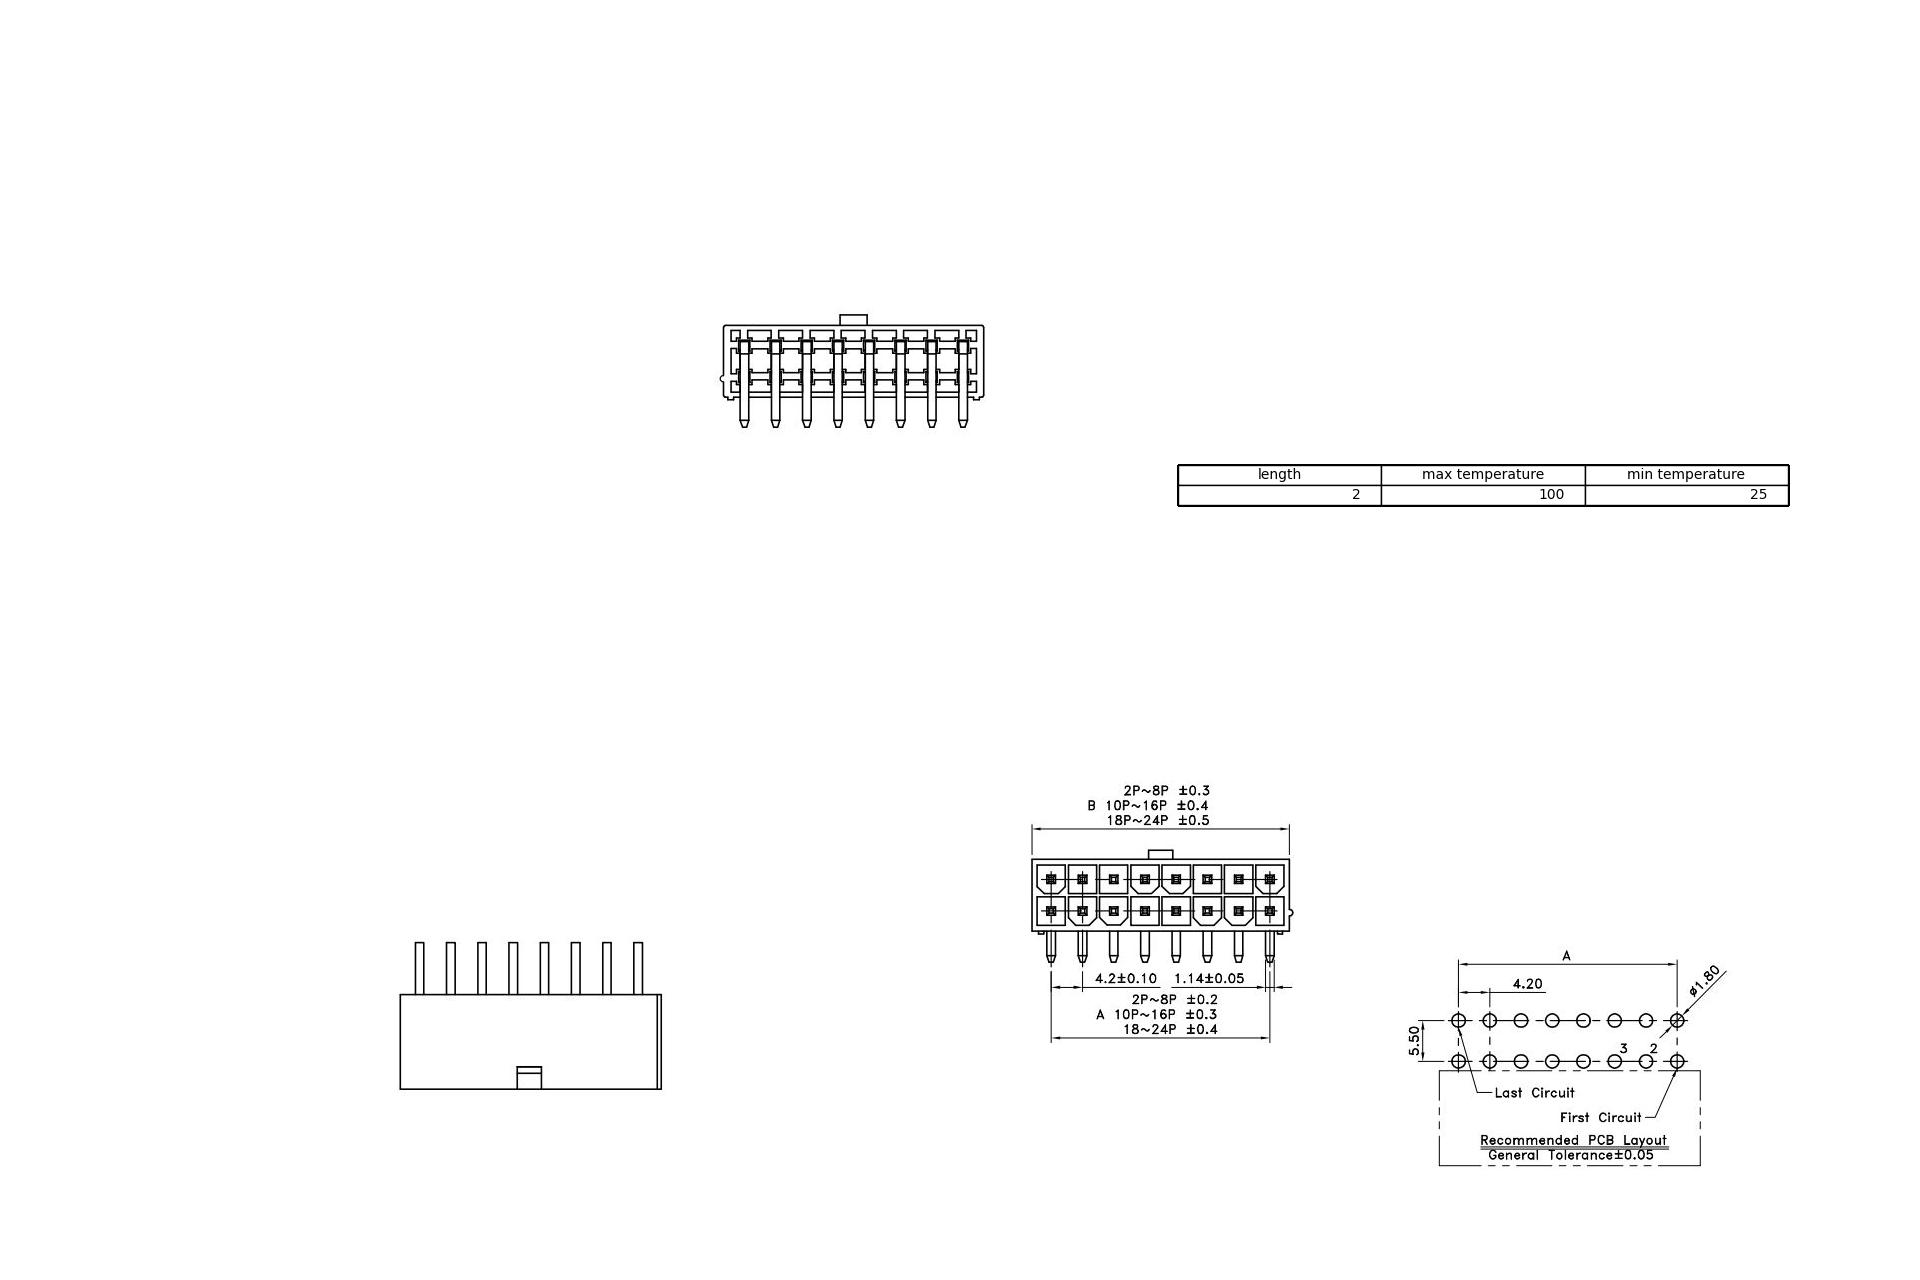 length max temperature min temperature
2 100 25
2P~8P ±0.3
B 10P~16P ±0.4
18P~24P ±0.5
4.2±0.10 1.14±0.05
2P~8P ±0.2
A 10P~16P ±0.3
18~24P ±0.4
A
4.20
ø1.80
5.50
3 2
Last Circuit
First Circuit
Recommended PCB Layout
General Tolerance±0.05